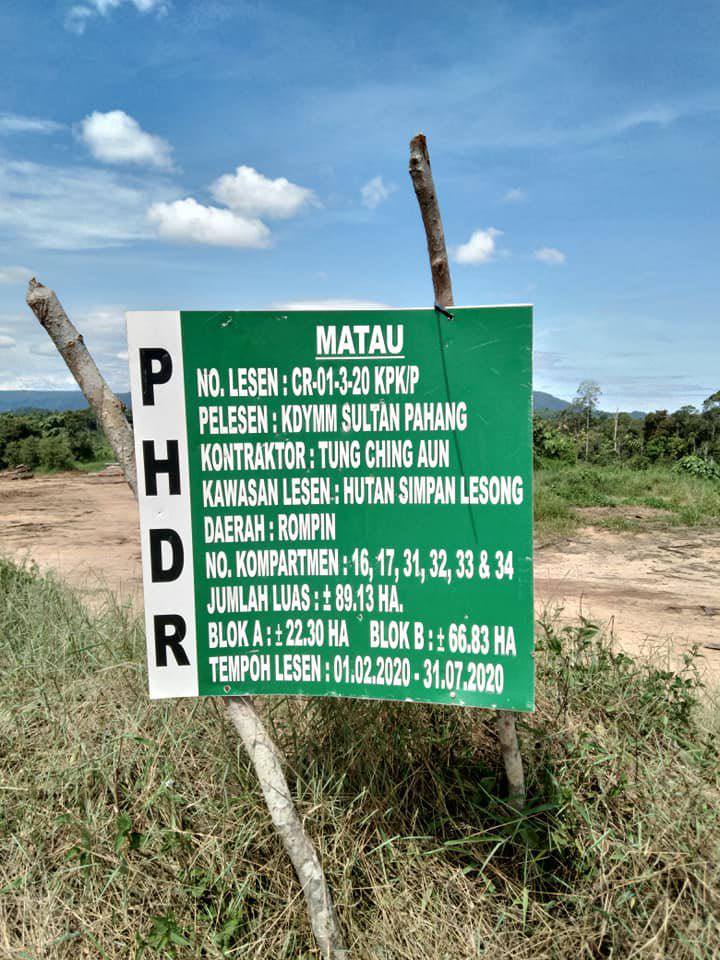 PHDR
MATAU
NO. LESEN : CR-01-3-20 KPK/P
PELESEN : KDYMM SULTAN PAHANG
KONTRAKTOR : TUNG CHING AUN
KAWASAN LESEN : HUTAN SIMPAN LESONG
DAERAH : ROMPIN
NO. KOMPARTMEN : 16, 17, 31, 32, 33 & 34
JUMLAH LUAS : ± 89.13 HA.
BLOK A : ± 22.30 HA BLOK B : ± 66.83 HA
TEMPOH LESEN : 01.02.2020 - 31.07.2020